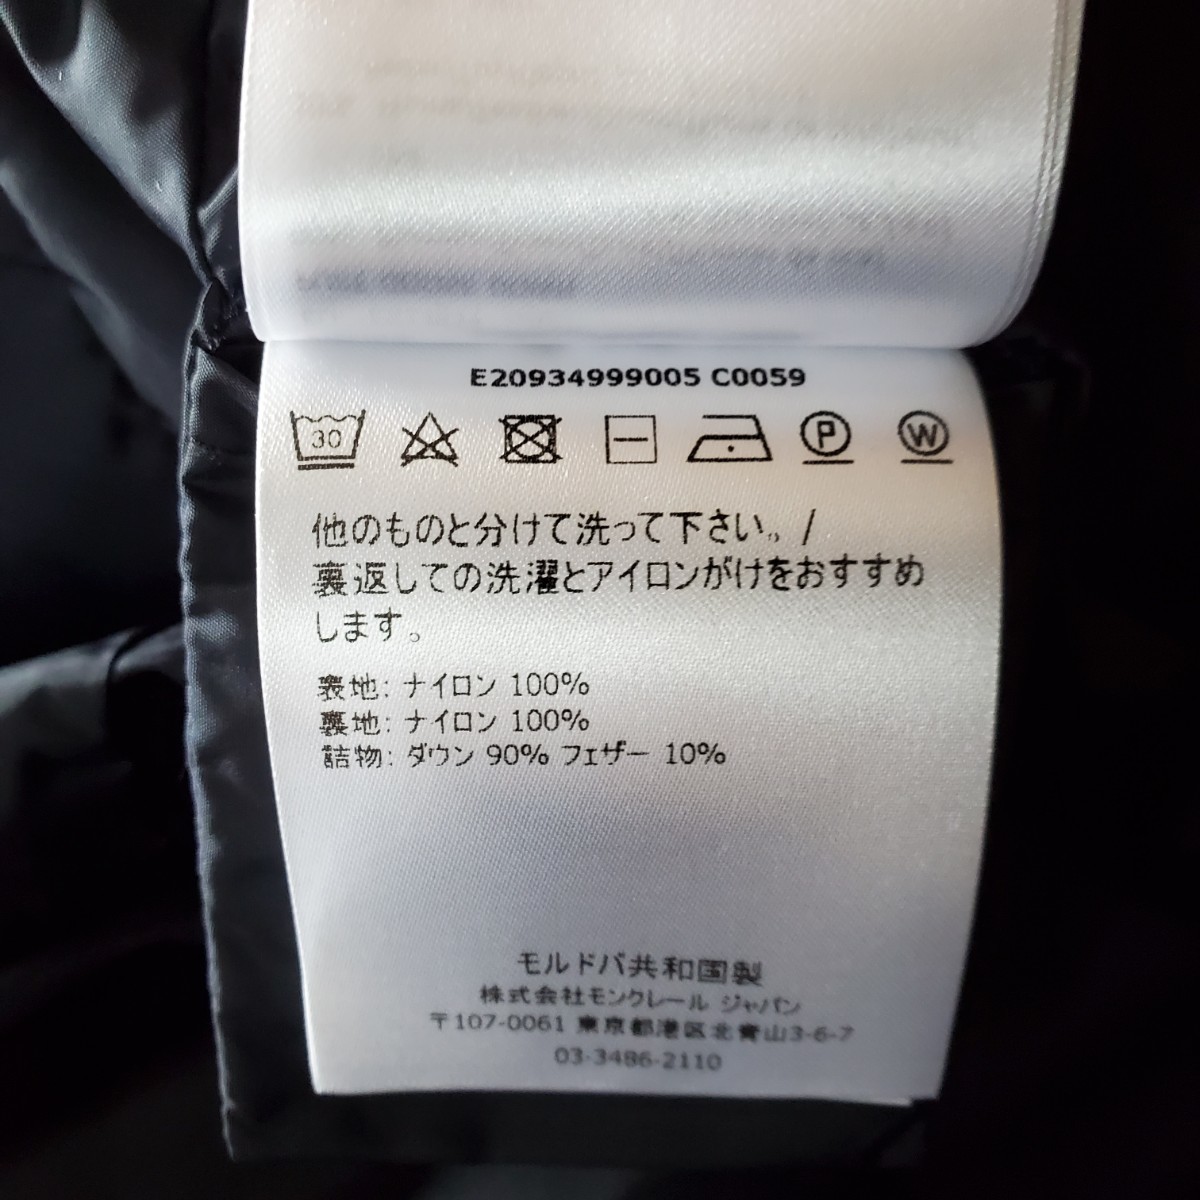 E20934999005 C0059
30 P W
他のものと分けて洗って下さい。/
裏返しての洗濯とアイロンがけをおすすめ
します。
表地: ナイロン 100%
裏地: ナイロン 100%
詰物: ダウン 90% フェザー 10%
モルドバ共和国製
株式会社モンクレール ジャパン
〒107-0061 東京都港区北青山3-6-7
03-3486-2110